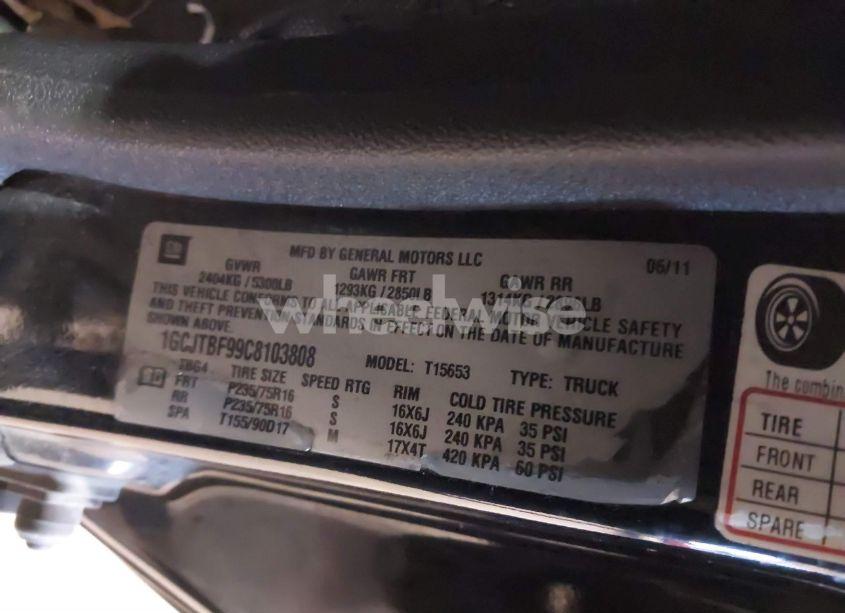 MFD BY GENERAL MOTORS LLC 06/11
GVWR GAWR FRT GAWR RR
2404KG / 5300LB 1293KG / 2850LB
THIS VEHICLE CONFORMS TO ALL APPLICABLE FEDERAL MOTOR VEHICLE SAFETY
AND THEFT PREVENTION STANDARDS IN EFFECT ON THE DATE OF MANUFACTURE
SHOWN ABOVE.
1GCJTBF99C8103808 MODEL: T15653 TYPE: TRUCK
TIRE SIZE SPEED RTG RIM COLD TIRE PRESSURE
FRT P235/75R16 S 16X6J 240 KPA 35 PSI
RR P235/75R16 S 16X6J 240 KPA 35 PSI
SPA T155/90D17 M 17X4T 420 KPA 60 PSI
wheelwise
The combin
TIRE
FRONT
REAR
SPARE